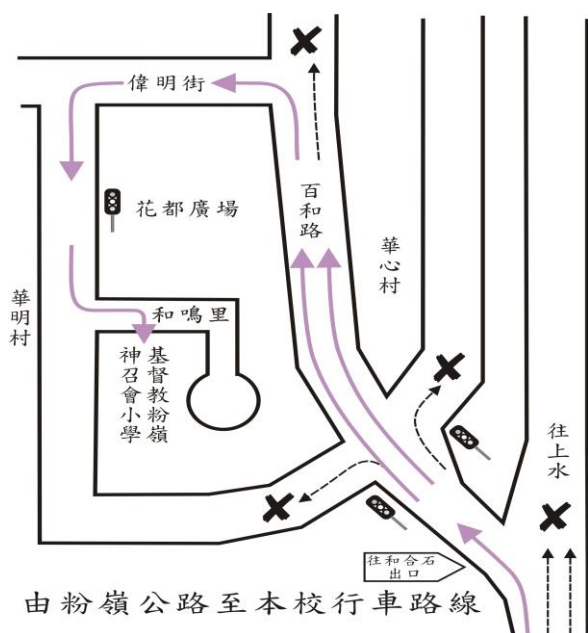 偉明街
百和路
花都廣場
華心村
華明村
和鳴里
基督教粉嶺
神召會小學
往上水
往和合石
出口
由粉嶺公路至本校行車路線